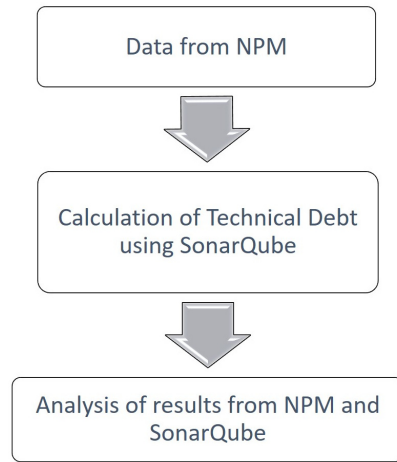 Data from NPM
Calculation of Technical Debt
using SonarQube
Analysis of results from NPM and
SonarQube